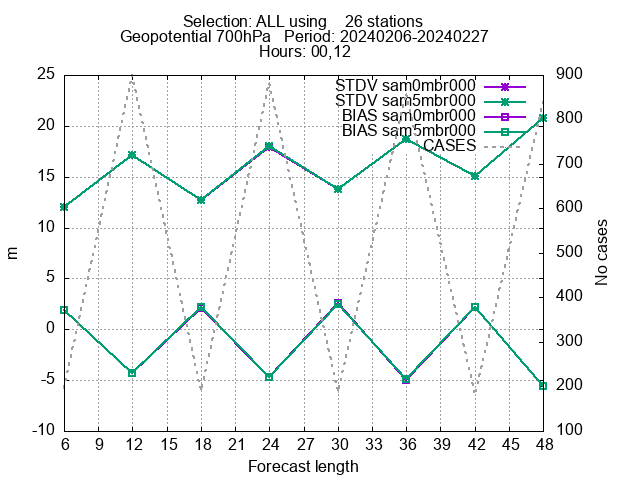 Selection: ALL using    26 stations
Geopotential 700hPa   Period: 20240206-20240227
Hours: 00,12
STDV sam0mbr000
STDV sam5mbr000
BIAS sam0mbr000
BIAS sam5mbr000
CASES
25
20
15
10
5
0
-5
-10
m
900
800
700
600
500
400
300
200
100
No cases
6 9 12 15 18 21 24 27 30 33 36 39 42 45 48
Forecast length